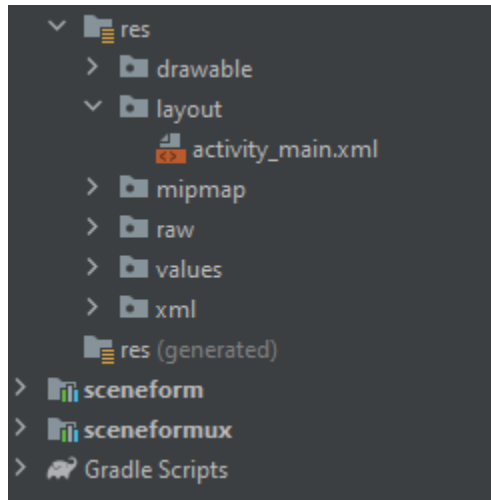 res
drawable
layout
activity_main.xml
mipmap
raw
values
xml
res (generated)
sceneform
sceneformux
Gradle Scripts